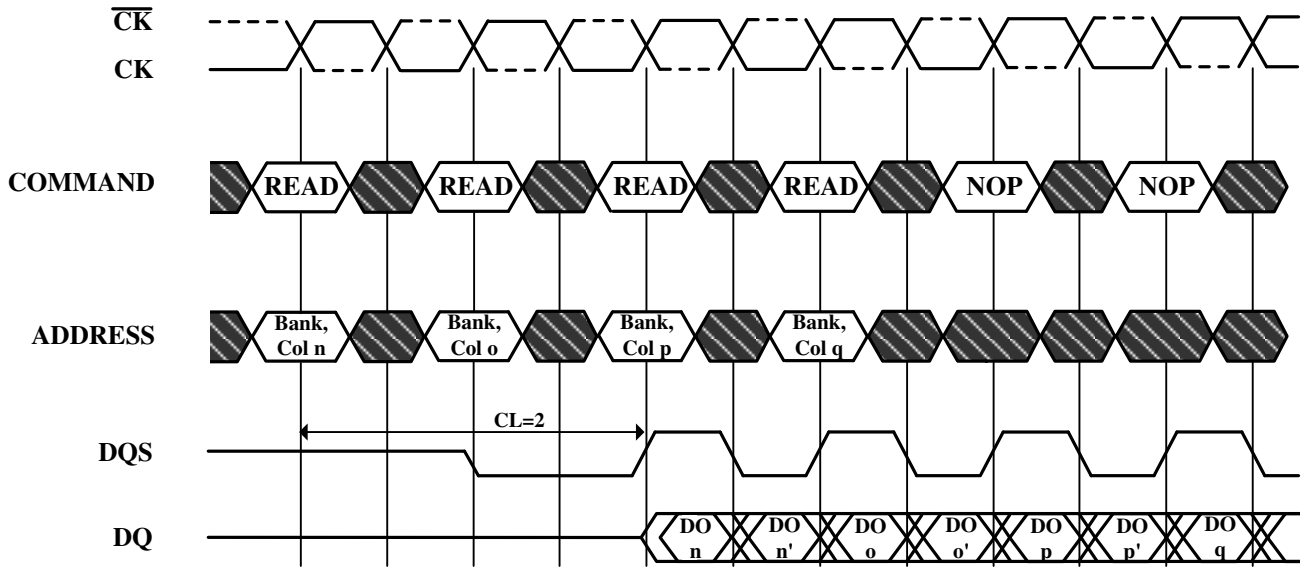 CK
CK
COMMAND
READ
READ
READ
READ
NOP
NOP
ADDRESS
Bank,
Col n
Bank,
Col o
Bank,
Col p
Bank,
Col q
CL=2
DQS
DQ
DO
n
DO
n'
DO
o
DO
o'
DO
p
DO
p'
DO
q